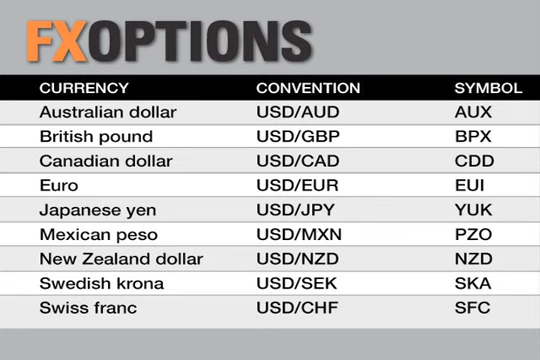 FXOPTIONS
CURRENCY CONVENTION SYMBOL
Australian dollar USD/AUD AUX
British pound USD/GBP BPX
Canadian dollar USD/CAD CDD
Euro USD/EUR EUI
Japanese yen USD/JPY YUK
Mexican peso USD/MXN PZO
New Zealand dollar USD/NZD NZD
Swedish krona USD/SEK SKA
Swiss franc USD/CHF SFC